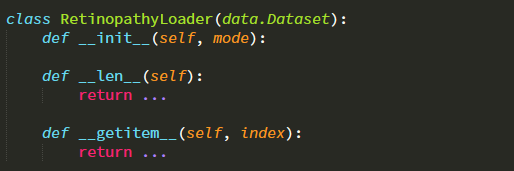 class RetinopathyLoader(data.Dataset):
    def __init__(self, mode):
    def __len__(self):
        return ...
    def __getitem__(self, index):
        return ...